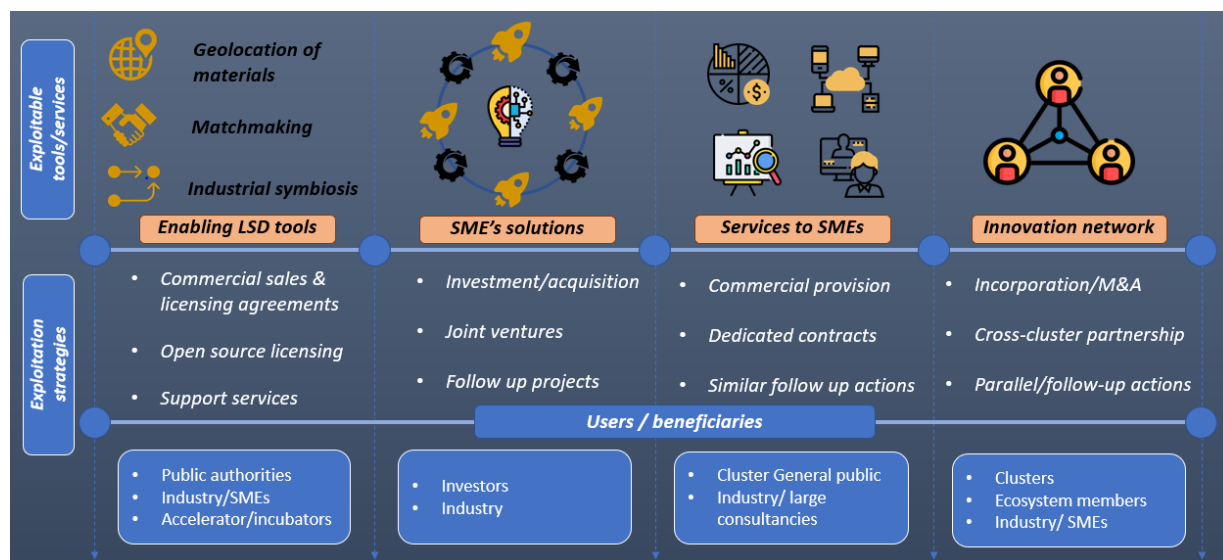 Exploitable
tools/services
Geolocation of
materials
Matchmaking
Industrial symbiosis
% $
Enabling LSD tools
SME's solutions
Services to SMEs
Innovation network
Exploitation
strategies
• Commercial sales &
licensing agreements
• Open source licensing
• Support services
• Investment/acquisition
• Joint ventures
• Follow up projects
• Commercial provision
• Dedicated contracts
• Similar follow up actions
• Incorporation/M&A
• Cross-cluster partnership
• Parallel/follow-up actions
Users / beneficiaries
• Public authorities
• Industry/SMEs
• Accelerator/incubators
• Investors
• Industry
• Cluster General public
• Industry/ large
consultancies
• Clusters
• Ecosystem members
• Industry/ SMEs